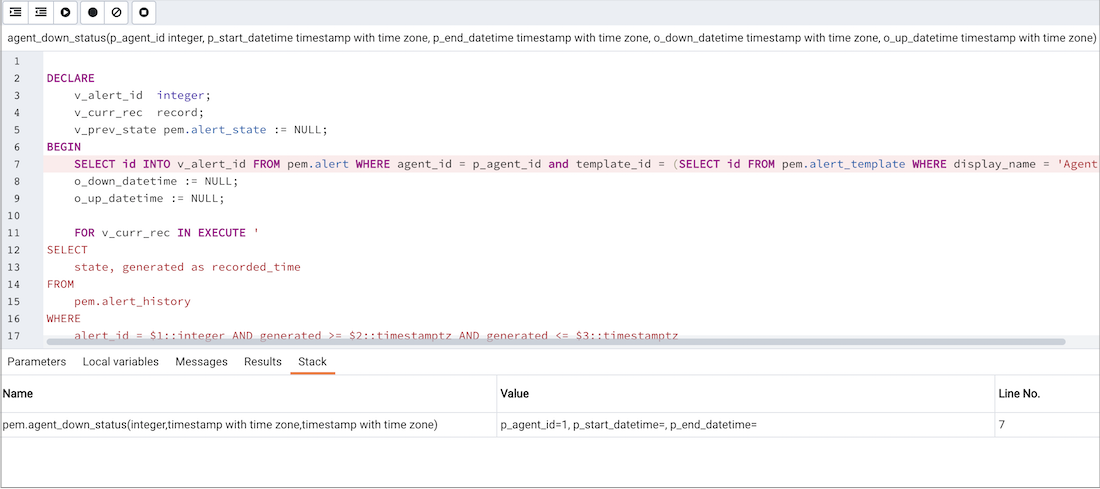 agent_down_status(p_agent_id integer, p_start_datetime timestamp with time zone, p_end_datetime timestamp with time zone, o_down_datetime timestamp with time zone, o_up_datetime timestamp with time zone)
1
2 DECLARE
3 v_alert_id integer;
4 v_curr_rec record;
5 v_prev_state pem.alert_state := NULL;
6 BEGIN
7 SELECT id INTO v_alert_id FROM pem.alert WHERE agent_id = p_agent_id and template_id = (SELECT id FROM pem.alert_template WHERE display_name = 'Agent
8 o_down_datetime := NULL;
9 o_up_datetime := NULL;
10
11 FOR v_curr_rec IN EXECUTE '
12 SELECT
13 state, generated as recorded_time
14 FROM
15 pem.alert_history
16 WHERE
17 alert_id = $1::integer AND generated >= $2::timestamptz AND generated <= $3::timestamptz
Parameters Local variables Messages Results Stack
Name Value Line No.
pem.agent_down_status(integer,timestamp with time zone,timestamp with time zone) p_agent_id=1, p_start_datetime=, p_end_datetime= 7